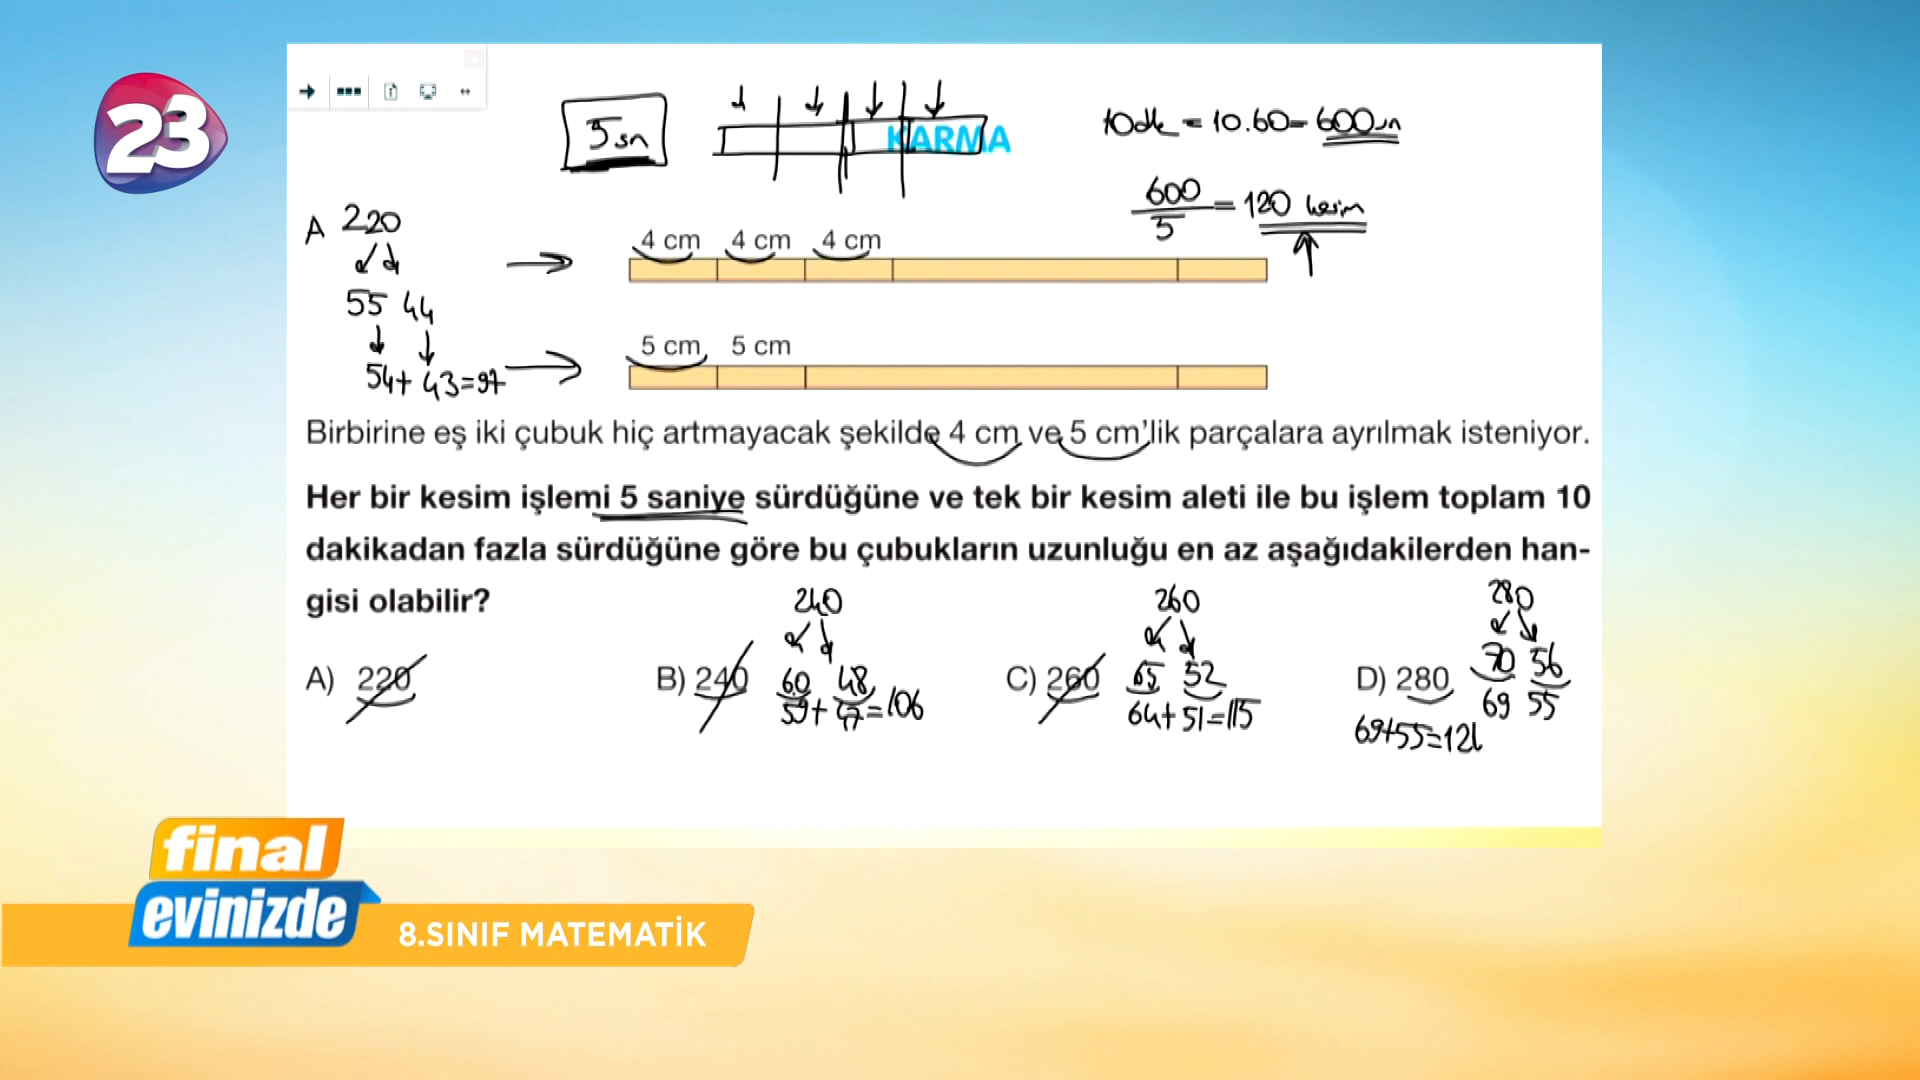 23
5 sn
KARMA
10dk = 10.60 = 600 sn
600
5
= 120 kesim
A 220
55 44
54 + 43 = 97
4 cm 4 cm 4 cm
5 cm 5 cm
Birbirine eş iki çubuk hiç artmayacak şekilde 4 cm ve 5 cm'lik parçalara ayrılmak isteniyor.
Her bir kesim işlemi 5 saniye sürdüğüne ve tek bir kesim aleti ile bu işlem toplam 10
dakikadan fazla sürdüğüne göre bu çubukların uzunluğu en az aşağıdakilerden han-
gisi olabilir?
A) 220
B) 240
240
60 48
59 + 47 = 106
C) 260
260
65 52
64 + 51 = 115
D) 280
280
70 56
69 55
69 + 55 = 124
final
evinizde
8.SINIF MATEMATİK